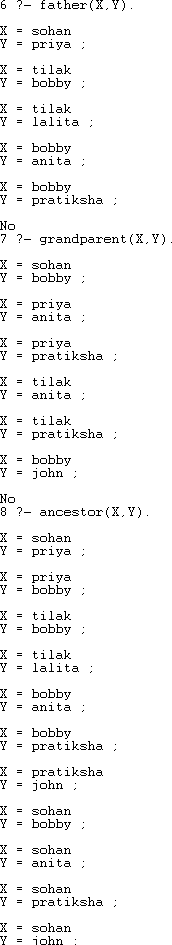 6 ?- father(X,Y).
X = sohan
Y = priya ;
X = tilak
Y = bobby ;
X = tilak
Y = lalita ;
X = bobby
Y = anita ;
X = bobby
Y = pratiksha ;
No
7 ?- grandparent(X,Y).
X = sohan
Y = bobby ;
X = priya
Y = anita ;
X = priya
Y = pratiksha ;
X = tilak
Y = anita ;
X = tilak
Y = pratiksha ;
X = bobby
Y = john ;
No
8 ?- ancestor(X,Y).
X = sohan
Y = priya ;
X = priya
Y = bobby ;
X = tilak
Y = bobby ;
X = tilak
Y = lalita ;
X = bobby
Y = anita ;
X = bobby
Y = pratiksha ;
X = pratiksha
Y = john ;
X = sohan
Y = bobby ;
X = sohan
Y = anita ;
X = sohan
Y = pratiksha ;
X = sohan
Y = john ;